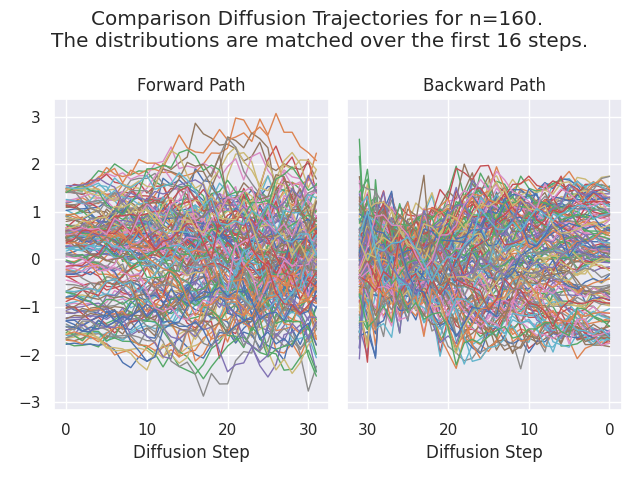 Comparison Diffusion Trajectories for n=160.
The distributions are matched over the first 16 steps.
Forward Path
Backward Path
3
2
1
0
−1
−2
−3
0 10 20 30
30 20 10 0
Diffusion Step
Diffusion Step